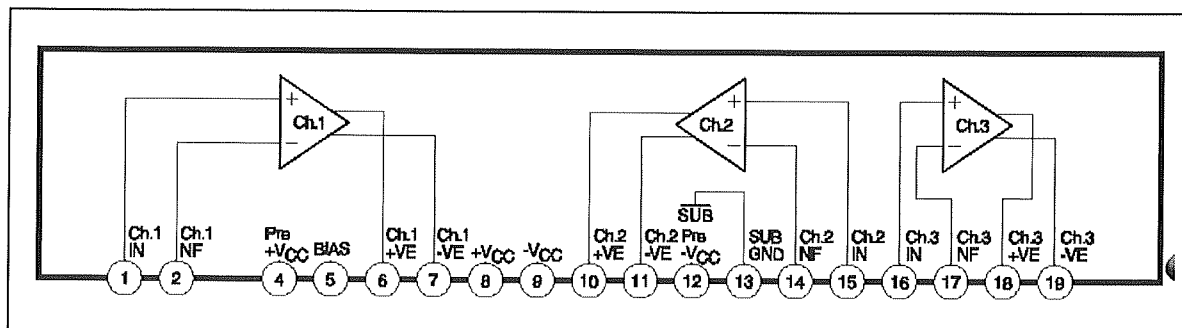 +
Ch.1
−
+
Ch.2
−
+
Ch.3
−
Ch.1
IN
Ch.1
NF
Pre
+VCC
BIAS
Ch.1
+VE
Ch.1
-VE
+VCC
-VCC
Ch.2
+VE
Ch.2
-VE
SUB
Pre
-VCC
SUB
GND
Ch.2
NF
Ch.2
IN
Ch.3
IN
Ch.3
NF
Ch.3
+VE
Ch.3
-VE
1 2 4 5 6 7 8 9 10 11 12 13 14 15 16 17 18 19